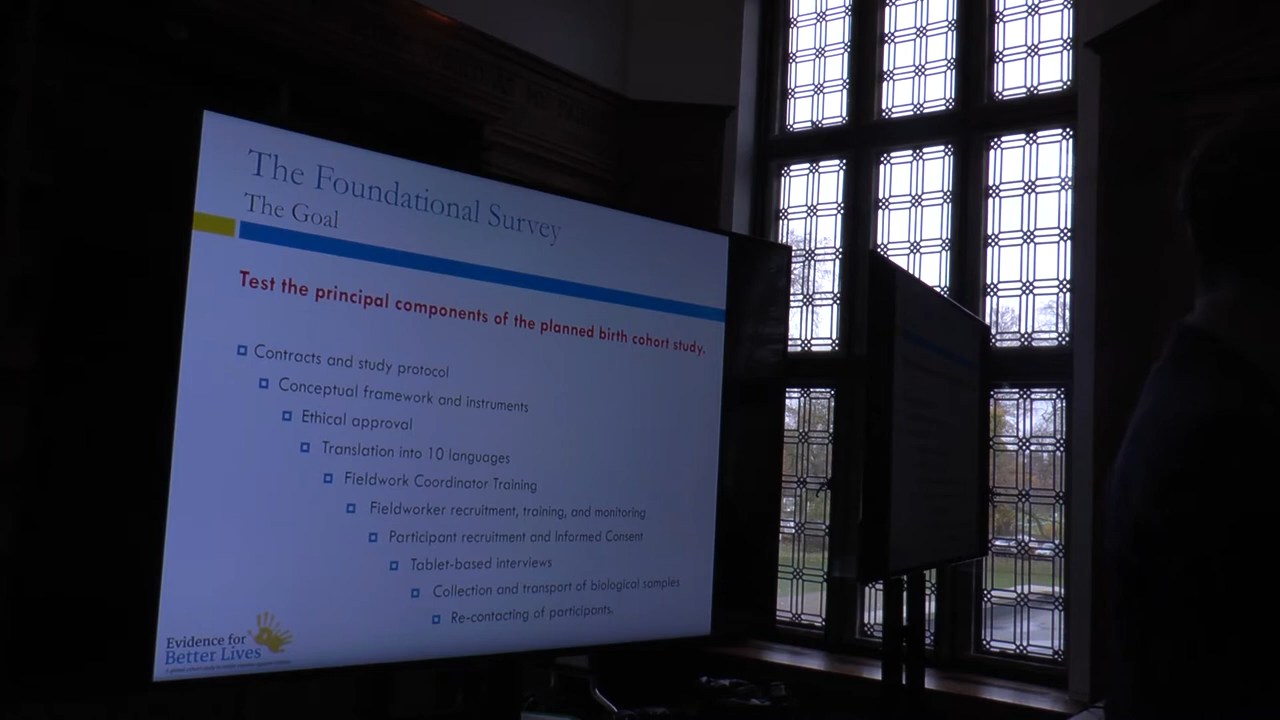 The Foundational Survey
The Goal
Test the principal components of the planned birth cohort study.
Contracts and study protocol
Conceptual framework and instruments
Ethical approval
Translation into 10 languages
Fieldwork Coordinator Training
Fieldworker recruitment, training, and monitoring
Participant recruitment and Informed Consent
Tablet-based interviews
Collection and transport of biological samples
Re-contacting of participants.
Evidence for
Better Lives